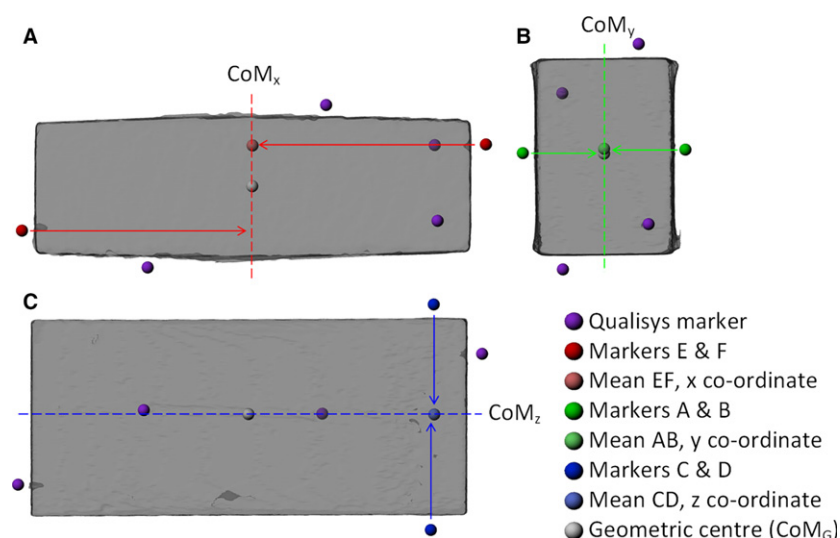 A
CoMx
B
CoMy
C
CoMz
Qualisys marker
Markers E & F
Mean EF, x co-ordinate
Markers A & B
Mean AB, y co-ordinate
Markers C & D
Mean CD, z co-ordinate
Geometric centre (CoMG)